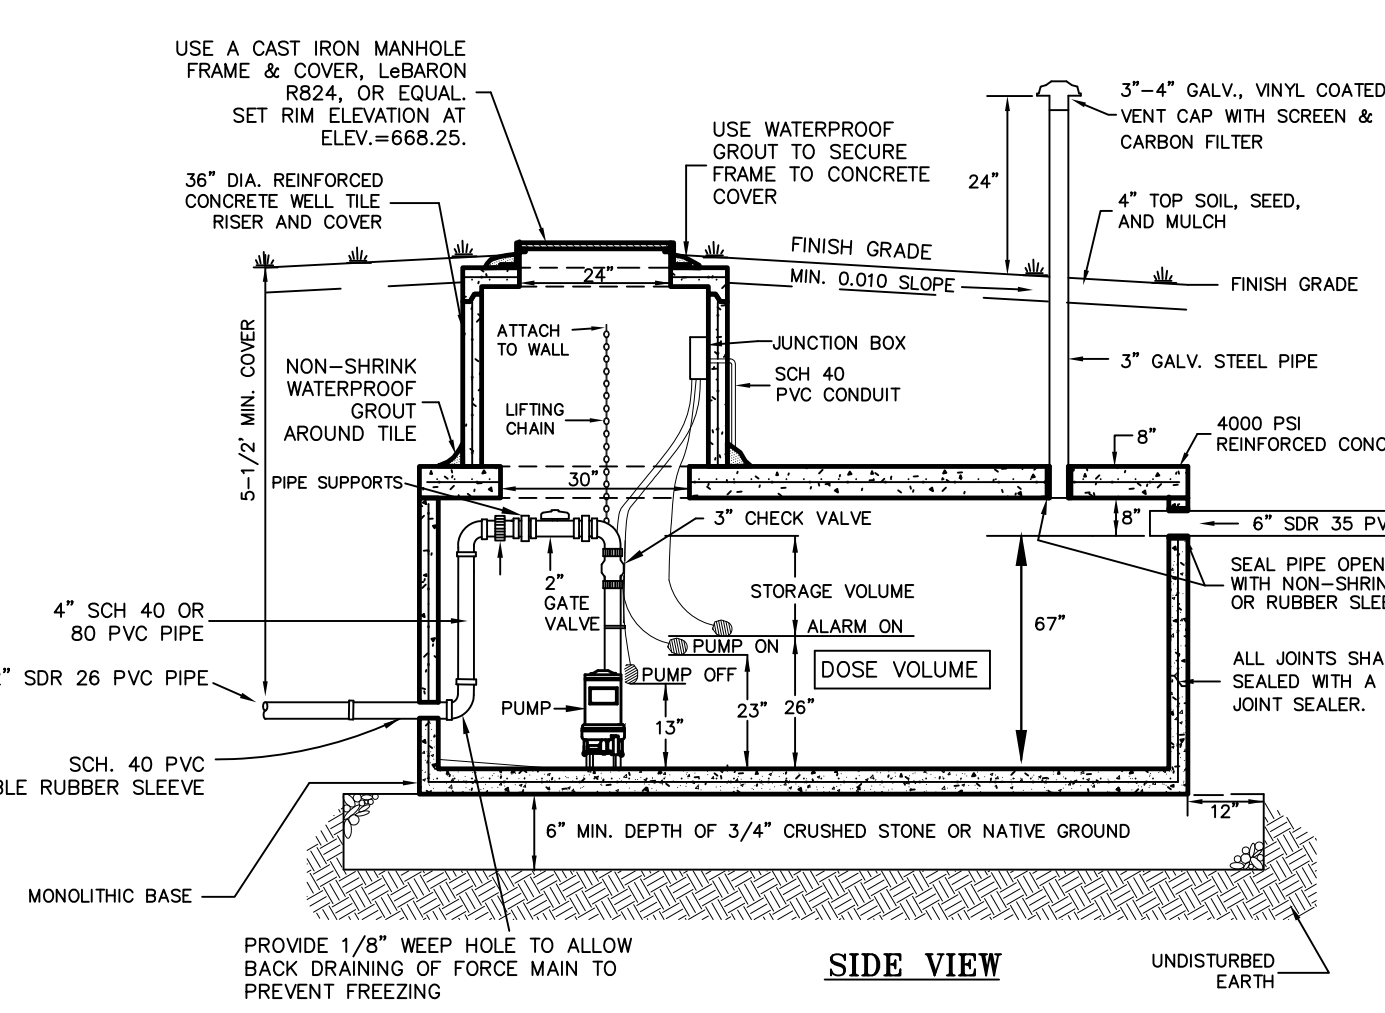 USE A CAST IRON MANHOLE
FRAME & COVER, LeBARON
R824, OR EQUAL.
SET RIM ELEVATION AT
ELEV.=668.25.
36" DIA. REINFORCED
CONCRETE WELL TILE
RISER AND COVER
USE WATERPROOF
GROUT TO SECURE
FRAME TO CONCRETE
COVER
3"-4" GALV., VINYL COATED
VENT CAP WITH SCREEN &
CARBON FILTER
24"
4" TOP SOIL, SEED,
AND MULCH
FINISH GRADE
MIN. 0.010 SLOPE
FINISH GRADE
24"
ATTACH
TO WALL
JUNCTION BOX
SCH 40
PVC CONDUIT
3" GALV. STEEL PIPE
5-1/2' MIN. COVER
NON-SHRINK
WATERPROOF
GROUT
AROUND TILE
LIFTING
CHAIN
8"
4000 PSI
REINFORCED CONC
PIPE SUPPORTS
30"
3" CHECK VALVE
8"
6" SDR 35 PV
2"
GATE
VALVE
STORAGE VOLUME
SEAL PIPE OPEN
WITH NON-SHRIN
OR RUBBER SLEE
4" SCH 40 OR
80 PVC PIPE
ALARM ON
67"
PUMP ON
DOSE VOLUME
PUMP OFF
" SDR 26 PVC PIPE
ALL JOINTS SHA
SEALED WITH A
JOINT SEALER.
PUMP
13"
23"
26"
SCH. 40 PVC
BLE RUBBER SLEEVE
12"
6" MIN. DEPTH OF 3/4" CRUSHED STONE OR NATIVE GROUND
MONOLITHIC BASE
PROVIDE 1/8" WEEP HOLE TO ALLOW
BACK DRAINING OF FORCE MAIN TO
PREVENT FREEZING
SIDE VIEW
UNDISTURBED
EARTH